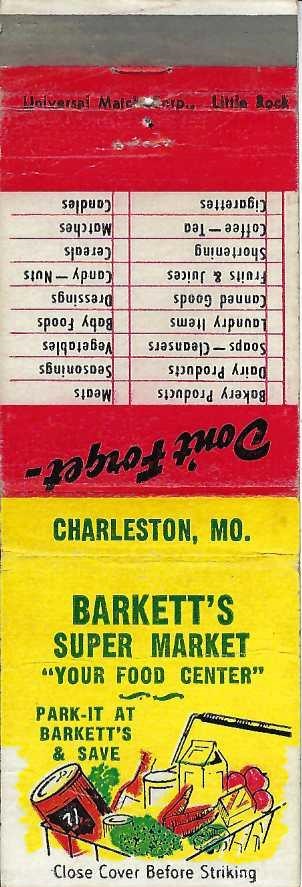 Universal Match Corp., Little Rock
Don't Forget-
Bakery Products Meats
Dairy Products Seasonings
Soaps—Cleansers Vegetables
Laundry Items Baby Foods
Canned Goods Dressings
Fruits & Juices Candy—Nuts
Shortening Cereals
Coffee—Tea Matches
Cigarettes Candles
CHARLESTON, MO.
BARKETT'S
SUPER MARKET
"YOUR FOOD CENTER"
PARK-IT AT
BARKETT'S
& SAVE
Close Cover Before Striking